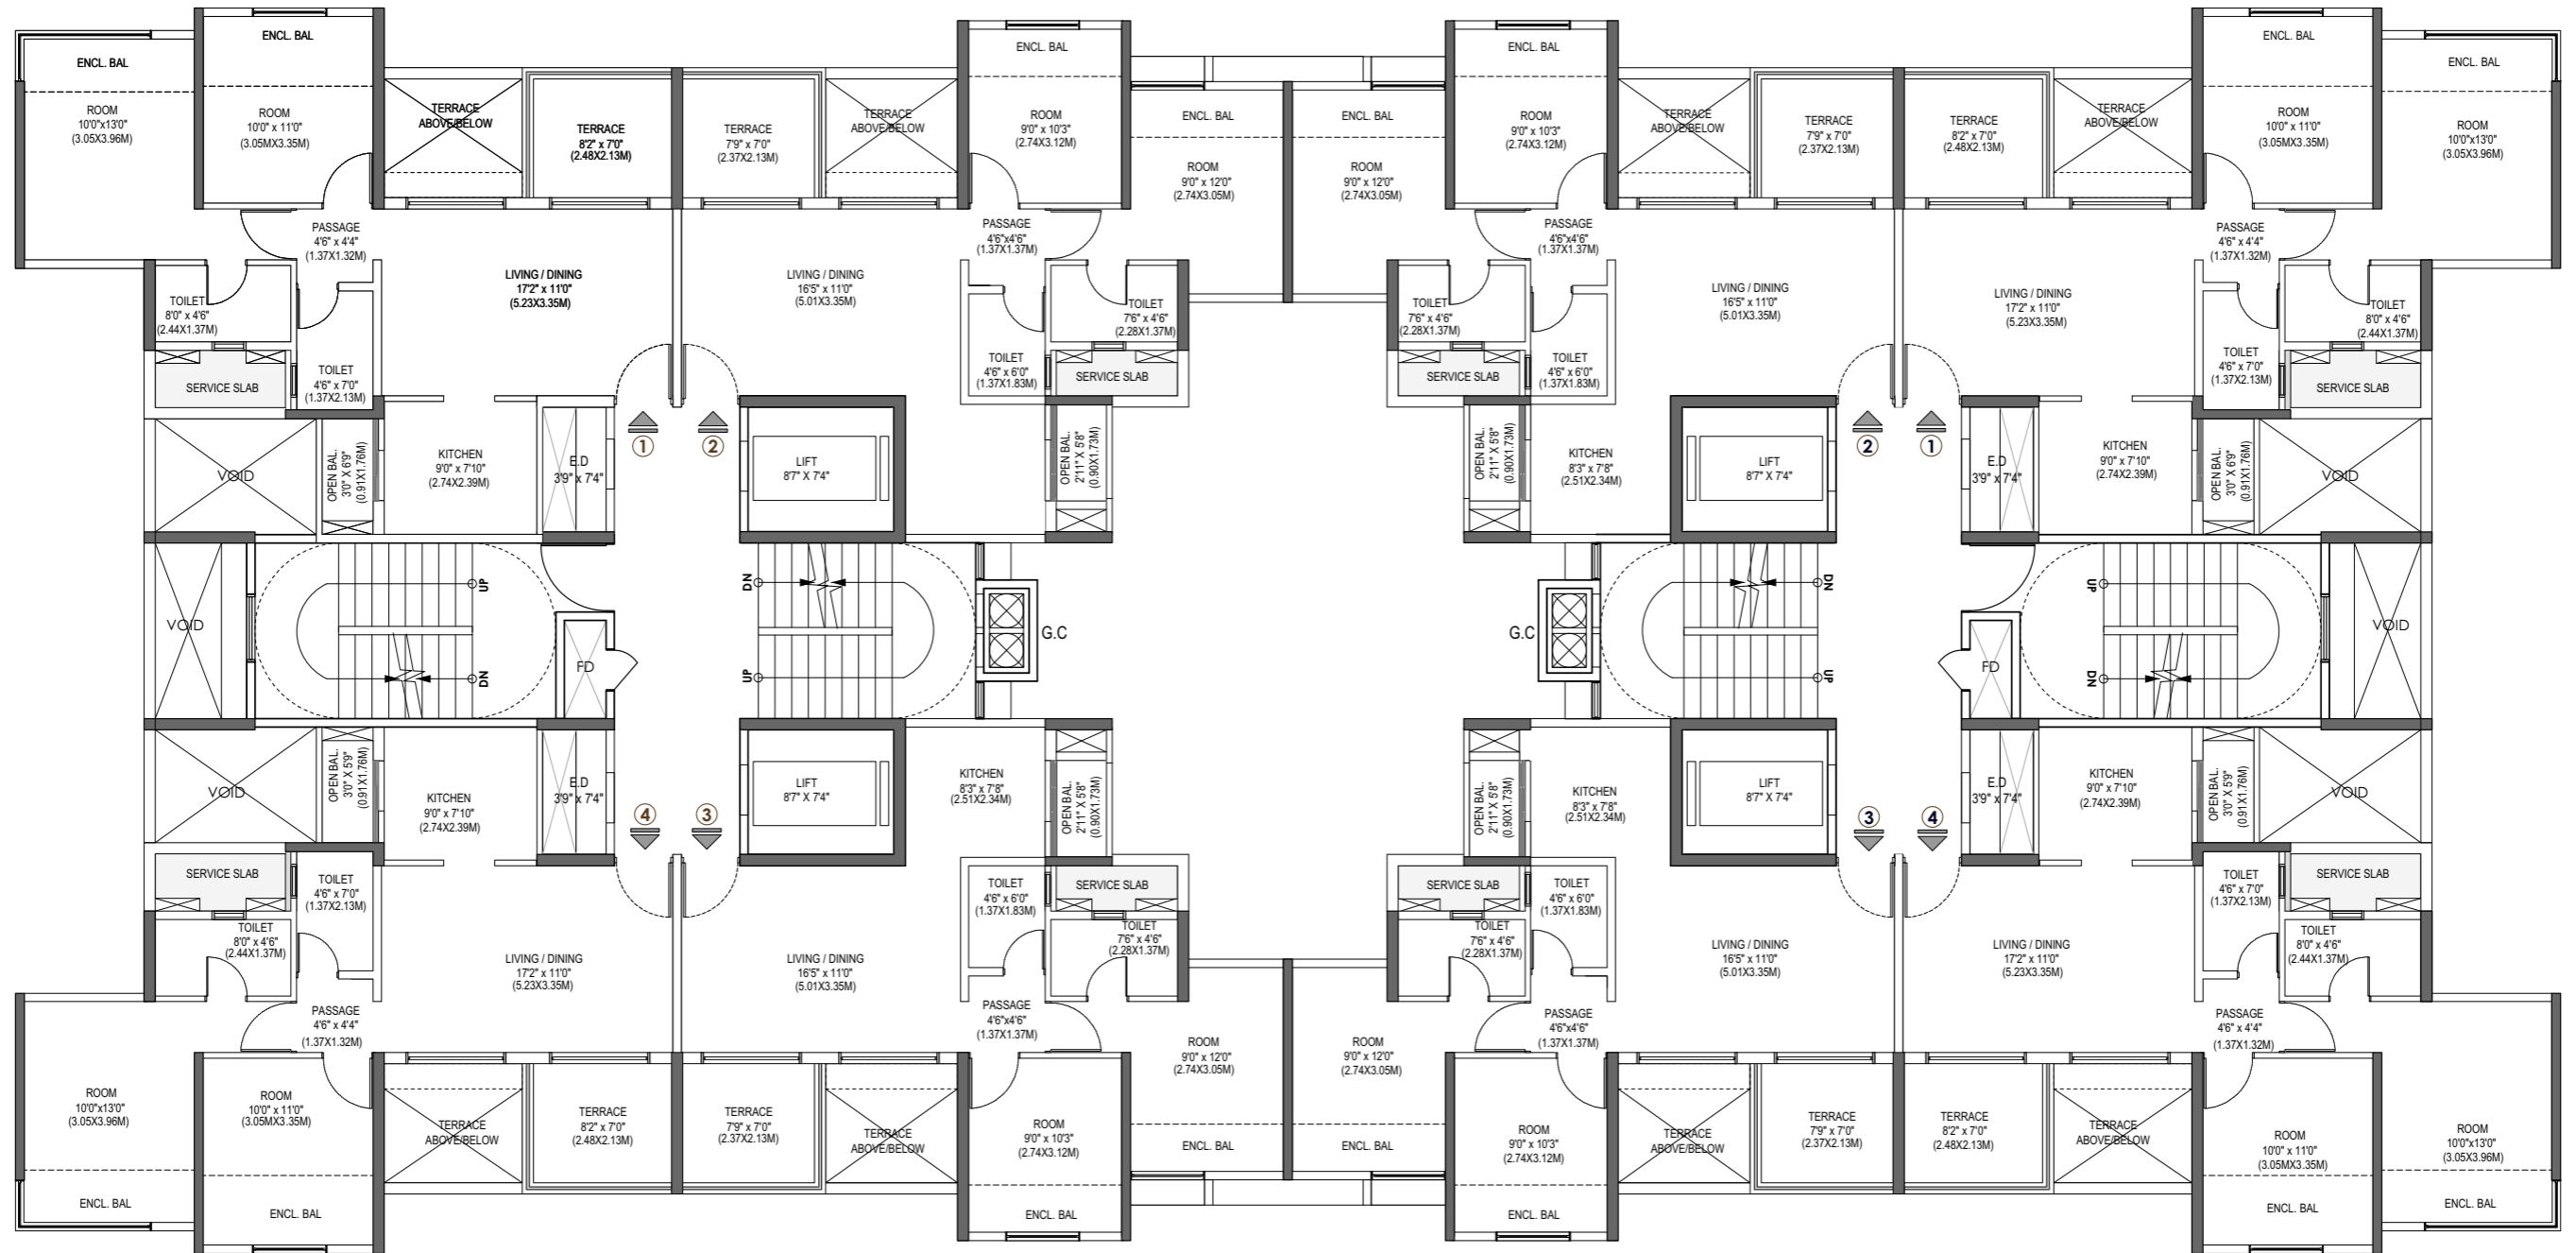 ENCL. BAL
ROOM
10'0"x13'0"
(3.05X3.96M)
ENCL. BAL
ROOM
10'0" x 11'0"
(3.05MX3.35M)
TERRACE
ABOVE/BELOW
TERRACE
8'2" x 7'0"
(2.48X2.13M)
TERRACE
7'9" x 7'0"
(2.37X2.13M)
TERRACE
ABOVE/BELOW
ENCL. BAL
ROOM
9'0" x 10'3"
(2.74X3.12M)
ENCL. BAL
ROOM
9'0" x 12'0"
(2.74X3.05M)
ENCL. BAL
ROOM
9'0" x 12'0"
(2.74X3.05M)
ENCL. BAL
ROOM
9'0" x 10'3"
(2.74X3.12M)
TERRACE
ABOVE/BELOW
TERRACE
7'9" x 7'0"
(2.37X2.13M)
TERRACE
8'2" x 7'0"
(2.48X2.13M)
TERRACE
ABOVE/BELOW
ENCL. BAL
ROOM
10'0" x 11'0"
(3.05MX3.35M)
ENCL. BAL
ROOM
10'0"x13'0"
(3.05X3.96M)
PASSAGE
4'6" x 4'4"
(1.37X1.32M)
LIVING / DINING
17'2" x 11'0"
(5.23X3.35M)
LIVING / DINING
16'5" x 11'0"
(5.01X3.35M)
PASSAGE
4'6"x4'6"
(1.37X1.37M)
PASSAGE
4'6"x4'6"
(1.37X1.37M)
LIVING / DINING
16'5" x 11'0"
(5.01X3.35M)
LIVING / DINING
17'2" x 11'0"
(5.23X3.35M)
PASSAGE
4'6" x 4'4"
(1.37X1.32M)
TOILET
8'0" x 4'6"
(2.44X1.37M)
SERVICE SLAB
TOILET
4'6" x 7'0"
(1.37X2.13M)
TOILET
4'6" x 6'0"
(1.37X1.83M)
TOILET
7'6" x 4'6"
(2.28X1.37M)
SERVICE SLAB
TOILET
7'6" x 4'6"
(2.28X1.37M)
SERVICE SLAB
TOILET
4'6" x 6'0"
(1.37X1.83M)
TOILET
4'6" x 7'0"
(1.37X2.13M)
TOILET
8'0" x 4'6"
(2.44X1.37M)
SERVICE SLAB
VOID
OPEN BAL.
3'0" X 6'9"
(0.91X1.76M)
KITCHEN
9'0" x 7'10"
(2.74X2.39M)
E.D
3'9" x 7'4"
1
2
LIFT
8'7" X 7'4"
OPEN BAL.
2'11" X 5'8"
(0.90X1.73M)
OPEN BAL.
2'11" X 5'8"
(0.90X1.73M)
KITCHEN
8'3" x 7'8"
(2.51X2.34M)
LIFT
8'7" X 7'4"
2
1
E.D
3'9" x 7'4"
KITCHEN
9'0" x 7'10"
(2.74X2.39M)
OPEN BAL.
3'0" X 6'9"
(0.91X1.76M)
VOID
VOID
UP
DN
FD
DN
UP
G.C
G.C
DN
UP
FD
UP
DN
VOID
VOID
OPEN BAL.
3'0" X 5'9"
(0.91X1.76M)
KITCHEN
9'0" x 7'10"
(2.74X2.39M)
E.D
3'9" x 7'4"
4
3
LIFT
8'7" X 7'4"
KITCHEN
8'3" x 7'8"
(2.51X2.34M)
OPEN BAL.
2'11" X 5'8"
(0.90X1.73M)
OPEN BAL.
2'11" X 5'8"
(0.90X1.73M)
KITCHEN
8'3" x 7'8"
(2.51X2.34M)
LIFT
8'7" X 7'4"
3
4
E.D
3'9" x 7'4"
KITCHEN
9'0" x 7'10"
(2.74X2.39M)
OPEN BAL.
3'0" X 5'9"
(0.91X1.76M)
VOID
SERVICE SLAB
TOILET
4'6" x 7'0"
(1.37X2.13M)
TOILET
8'0" x 4'6"
(2.44X1.37M)
TOILET
4'6" x 6'0"
(1.37X1.83M)
SERVICE SLAB
TOILET
7'6" x 4'6"
(2.28X1.37M)
SERVICE SLAB
TOILET
7'6" x 4'6"
(2.28X1.37M)
TOILET
4'6" x 6'0"
(1.37X1.83M)
TOILET
4'6" x 7'0"
(1.37X2.13M)
SERVICE SLAB
TOILET
8'0" x 4'6"
(2.44X1.37M)
PASSAGE
4'6" x 4'4"
(1.37X1.32M)
LIVING / DINING
17'2" x 11'0"
(5.23X3.35M)
LIVING / DINING
16'5" x 11'0"
(5.01X3.35M)
PASSAGE
4'6"x4'6"
(1.37X1.37M)
PASSAGE
4'6"x4'6"
(1.37X1.37M)
LIVING / DINING
16'5" x 11'0"
(5.01X3.35M)
LIVING / DINING
17'2" x 11'0"
(5.23X3.35M)
PASSAGE
4'6" x 4'4"
(1.37X1.32M)
ROOM
10'0"x13'0"
(3.05X3.96M)
ENCL. BAL
ROOM
10'0" x 11'0"
(3.05MX3.35M)
ENCL. BAL
TERRACE
ABOVE/BELOW
TERRACE
8'2" x 7'0"
(2.48X2.13M)
TERRACE
7'9" x 7'0"
(2.37X2.13M)
TERRACE
ABOVE/BELOW
ROOM
9'0" x 10'3"
(2.74X3.12M)
ENCL. BAL
ROOM
9'0" x 12'0"
(2.74X3.05M)
ENCL. BAL
ROOM
9'0" x 12'0"
(2.74X3.05M)
ENCL. BAL
ROOM
9'0" x 10'3"
(2.74X3.12M)
ENCL. BAL
TERRACE
ABOVE/BELOW
TERRACE
7'9" x 7'0"
(2.37X2.13M)
TERRACE
8'2" x 7'0"
(2.48X2.13M)
TERRACE
ABOVE/BELOW
ROOM
10'0" x 11'0"
(3.05MX3.35M)
ENCL. BAL
ROOM
10'0"x13'0"
(3.05X3.96M)
ENCL. BAL